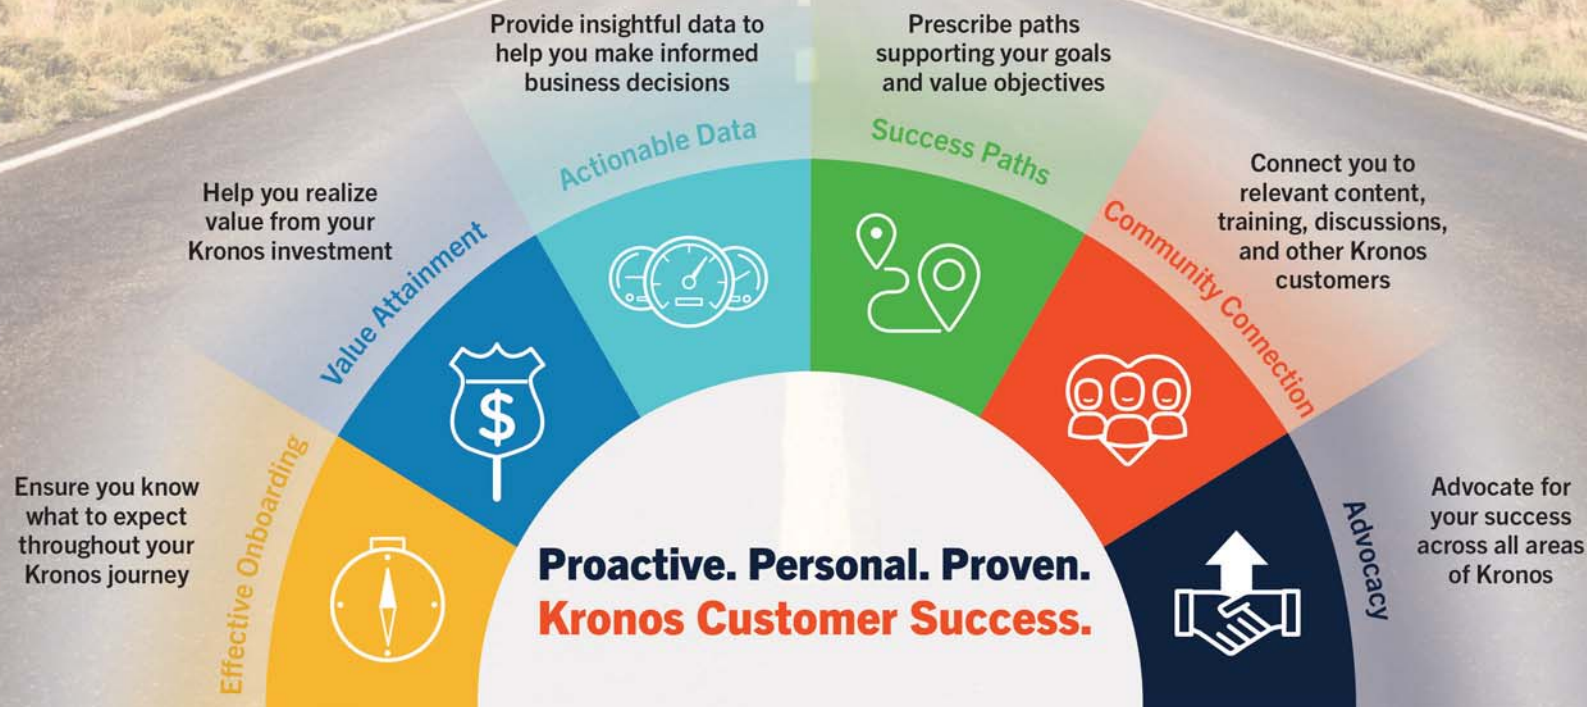 Ensure you know
what to expect
throughout your
Kronos journey
Effective Onboarding
Help you realize
value from your
Kronos investment
Value Attainment
$
Provide insightful data to
help you make informed
business decisions
Actionable Data
Prescribe paths
supporting your goals
and value objectives
Success Paths
Connect you to
relevant content,
training, discussions,
and other Kronos
customers
Community Connection
Advocate for
your success
across all areas
of Kronos
Advocacy
Proactive. Personal. Proven.
Kronos Customer Success.